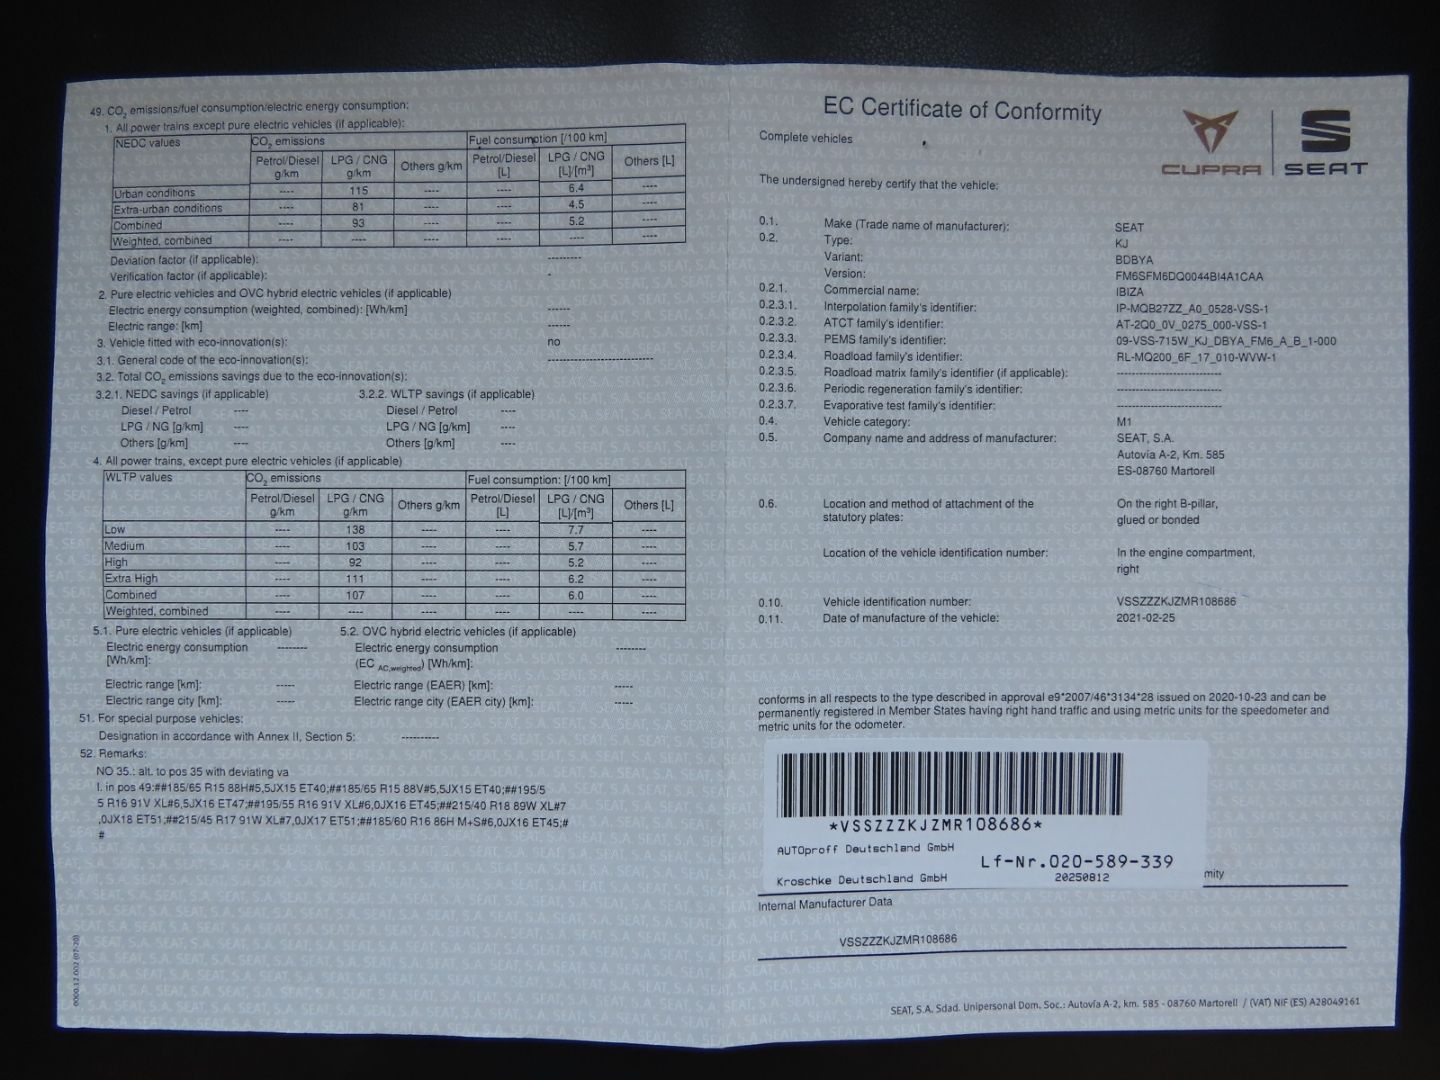 49. CO2 emissions/fuel consumption/electric energy consumption:
1. All power trains except pure electric vehicles (if applicable):
NEDC values CO2 emissions Fuel consumption [/100 km]
Petrol/Diesel g/km LPG / CNG g/km Others g/km Petrol/Diesel [L] LPG / CNG [L]/[m³] Others [L]
Urban conditions ---- 115 ---- ---- 6.4 ----
Extra-urban conditions ---- 81 ---- ---- 4.5 ----
Combined ---- 93 ---- ---- 5.2 ----
Weighted, combined ---- ---- ---- ---- ---- ----
Deviation factor (if applicable): ---------
Verification factor (if applicable): -
2. Pure electric vehicles and OVC hybrid electric vehicles (if applicable)
Electric energy consumption (weighted, combined): [Wh/km] ------
Electric range: [km] ------
3. Vehicle fitted with eco-innovation(s): no
3.1. General code of the eco-innovation(s): ---------------------------
3.2. Total CO2 emissions savings due to the eco-innovation(s):
3.2.1. NEDC savings (if applicable) 3.2.2. WLTP savings (if applicable)
Diesel / Petrol ---- Diesel / Petrol ----
LPG / NG [g/km] ---- LPG / NG [g/km] ----
Others [g/km] ---- Others [g/km] ----
4. All power trains, except pure electric vehicles (if applicable)
WLTP values CO2 emissions Fuel consumption: [/100 km]
Petrol/Diesel g/km LPG / CNG g/km Others g/km Petrol/Diesel [L] LPG / CNG [L]/[m³] Others [L]
Low ---- 138 ---- ---- 7.7 ----
Medium ---- 103 ---- ---- 5.7 ----
High ---- 92 ---- ---- 5.2 ----
Extra High ---- 111 ---- ---- 6.2 ----
Combined ---- 107 ---- ---- 6.0 ----
Weighted, combined ---- ---- ---- ---- ---- ----
5.1. Pure electric vehicles (if applicable) 5.2. OVC hybrid electric vehicles (if applicable)
Electric energy consumption -------- Electric energy consumption --------
[Wh/km]: (EC AC,weighted) [Wh/km]:
Electric range [km]: ----- Electric range (EAER) [km]: -----
Electric range city [km]: ----- Electric range city (EAER city) [km]: -----
51. For special purpose vehicles:
Designation in accordance with Annex II, Section 5: ----------
52. Remarks:
NO 35.: alt. to pos 35 with deviating va
l. in pos 49:##185/65 R15 88H#5,5JX15 ET40;##185/65 R15 88V#5,5JX15 ET40;##195/5
5 R16 91V XL#6,5JX16 ET47;##195/55 R16 91V XL#6,0JX16 ET45;##215/40 R18 89W XL#7
,0JX18 ET51;##215/45 R17 91W XL#7,0JX17 ET51;##185/60 R16 86H M+S#6,0JX16 ET45;#
#
0000.12.002 (07-20)
EC Certificate of Conformity
CUPRA SEAT
Complete vehicles
The undersigned hereby certify that the vehicle:
0.1. Make (Trade name of manufacturer): SEAT
0.2. Type: KJ
Variant: BDBYA
Version: FM6SFM6DQ0044BI4A1CAA
0.2.1. Commercial name: IBIZA
0.2.3.1. Interpolation family's identifier: IP-MQB27ZZ_A0_0528-VSS-1
0.2.3.2. ATCT family's identifier: AT-2Q0_0V_0275_000-VSS-1
0.2.3.3. PEMS family's identifier: 09-VSS-715W_KJ_DBYA_FM6_A_B_1-000
0.2.3.4. Roadload family's identifier: RL-MQ200_6F_17_010-WVW-1
0.2.3.5. Roadload matrix family's identifier (if applicable): --------------------------
0.2.3.6. Periodic regeneration family's identifier: --------------------------
0.2.3.7. Evaporative test family's identifier: --------------------------
0.4. Vehicle category: M1
0.5. Company name and address of manufacturer: SEAT, S.A.
Autovía A-2, Km. 585
ES-08760 Martorell
0.6. Location and method of attachment of the On the right B-pillar,
statutory plates: glued or bonded
Location of the vehicle identification number: In the engine compartment,
right
0.10. Vehicle identification number: VSSZZZKJZMR108686
0.11. Date of manufacture of the vehicle: 2021-02-25
conforms in all respects to the type described in approval e9*2007/46*3134*28 issued on 2020-10-23 and can be
permanently registered in Member States having right hand traffic and using metric units for the speedometer and
metric units for the odometer.
*VSSZZZKJZMR108686*
AUTOproff Deutschland GmbH
Lf-Nr.020-589-339
Kroschke Deutschland GmbH 20250812
mity
Internal Manufacturer Data
VSSZZZKJZMR108686
SEAT, S.A. Sdad. Unipersonal Dom. Soc.: Autovía A-2, km. 585 - 08760 Martorell / (VAT) NIF (ES) A28049161